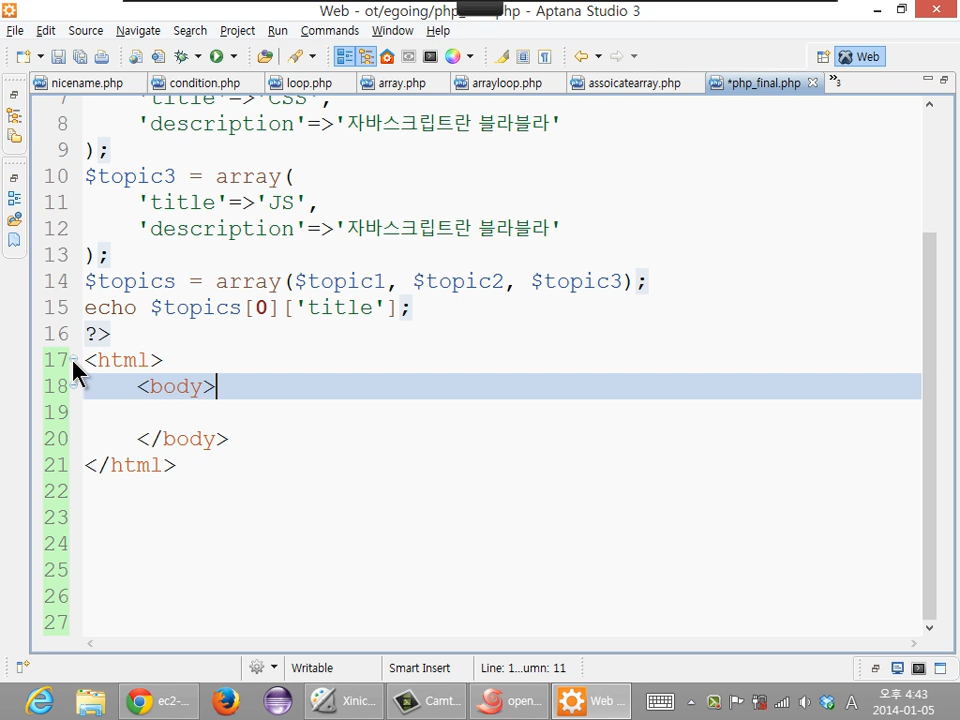 Web - ot/egoing/php_ .php - Aptana Studio 3
File Edit Source Navigate Search Project Run Commands Window Help
Web
nicename.php condition.php loop.php array.php arrayloop.php assoicatearray.php *php_final.php »3
7 'title'=>'CSS',
8 'description'=>'자바스크립트란 블라블라'
9 );
10 $topic3 = array(
11 'title'=>'JS',
12 'description'=>'자바스크립트란 블라블라'
13 );
14 $topics = array($topic1, $topic2, $topic3);
15 echo $topics[0]['title'];
16 ?>
17 <html>
18 <body>
19
20 </body>
21 </html>
22
23
24
25
26
27
Writable Smart Insert Line: 1...umn: 11
ec2-... Xinic... Camt... open... Web ... A 오후 4:43
2014-01-05